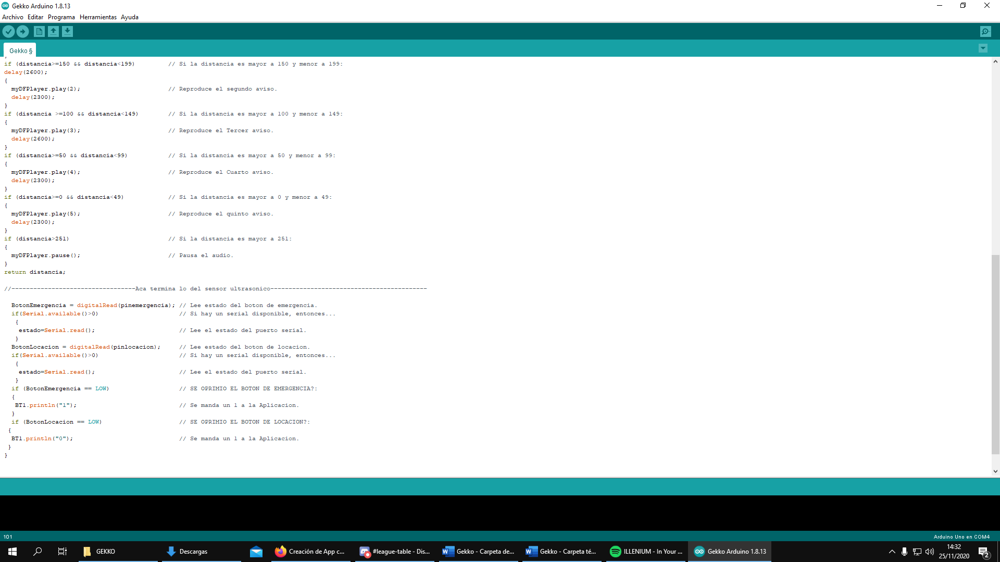 Gekko Arduino 1.8.13
Archivo Editar Programa Herramientas Ayuda
Gekko §
}
if (distancia>=150 && distancia<199) // Si la distancia es mayor a 150 y menor a 199:
delay(2600);
{
myDFPlayer.play(2); // Reproduce el segundo aviso.
delay(2300);
}
if (distancia >=100 && distancia<149) // Si la distancia es mayor a 100 y menor a 149:
{
myDFPlayer.play(3); // Reproduce el Tercer aviso.
delay(2600);
}
if (distancia>=50 && distancia<99) // Si la distancia es mayor a 50 y menor a 99:
{
myDFPlayer.play(4); // Reproduce el Cuarto aviso.
delay(2300);
}
if (distancia>=0 && distancia<49) // Si la distancia es mayor a 0 y menor a 49:
{
myDFPlayer.play(5); // Reproduce el quinto aviso.
delay(2300);
}
if (distancia>251) // Si la distancia es mayor a 251:
{
myDFPlayer.pause(); // Pausa el audio.
}
return distancia;
//----------------------------------Aca termina lo del sensor ultrasonico-------------------------------------------
BotonEmergencia = digitalRead(pinemergencia); // Lee estado del boton de emergencia.
if(Serial.available()>0) // Si hay un serial disponible, entonces...
{
estado=Serial.read(); // Lee el estado del puerto serial.
}
BotonLocacion = digitalRead(pinlocacion); // Lee estado del boton de locacion.
if(Serial.available()>0) // Si hay un serial disponible, entonces...
{
estado=Serial.read(); // Lee el estado del puerto serial.
}
if (BotonEmergencia == LOW) // SE OPRIMIO EL BOTON DE EMERGENCIA?:
{
BT1.println("1"); // Se manda un 1 a la Aplicacion.
}
if (BotonLocacion == LOW) // SE OPRIMIO EL BOTON DE LOCACION?:
{
BT1.println("0"); // Se manda un 1 a la Aplicacion.
}
}
101 Arduino Uno en COM4
GEKKO Descargas Creación de App c... #league-table - Dis... Gekko - Carpeta de... Gekko - Carpeta té... ILLENIUM - In Your ... Gekko Arduino 1.8.13 14:32
25/11/2020 2